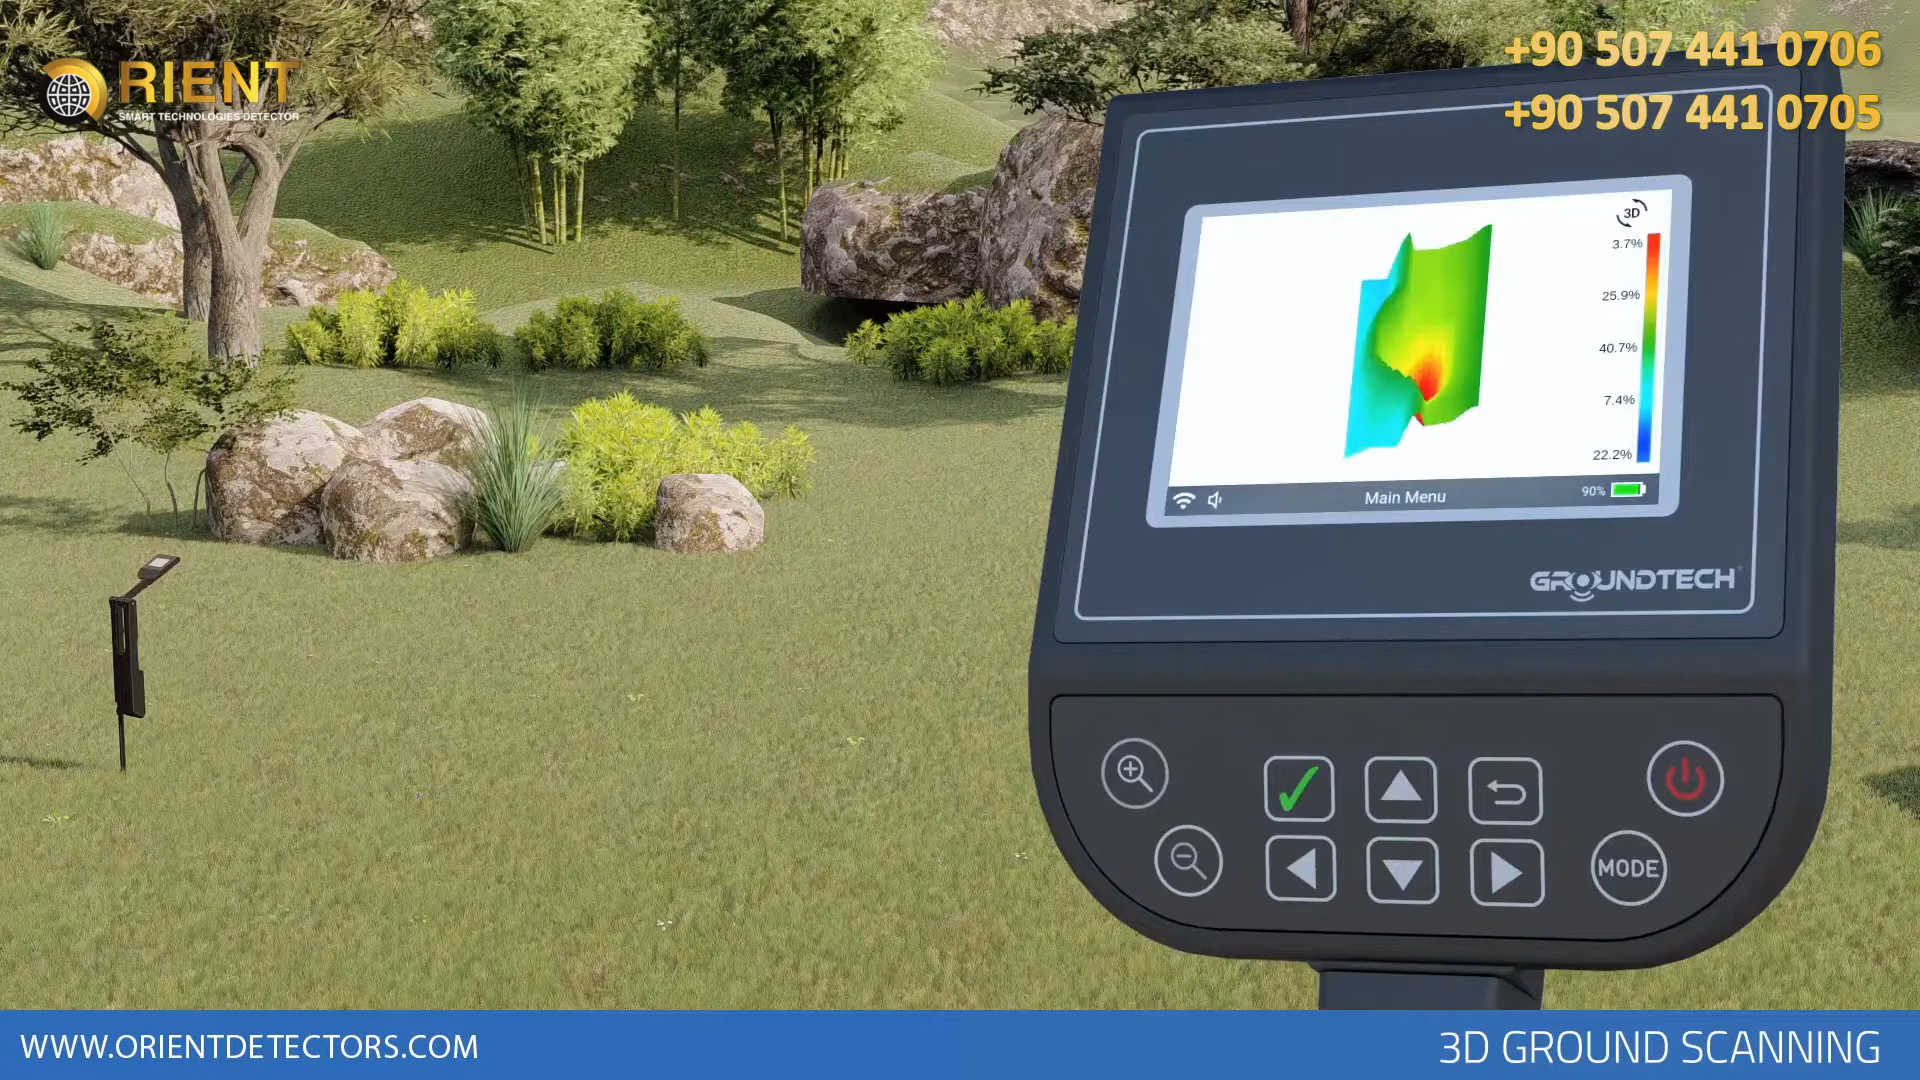 ORIENT
SMART TECHNOLOGIES DETECTOR
+90 507 441 0706
+90 507 441 0705
3D
3.7%
25.9%
40.7%
7.4%
22.2%
Main Menu
90%
GROUNDTECH
MODE
WWW.ORIENTDETECTORS.COM
3D GROUND SCANNING